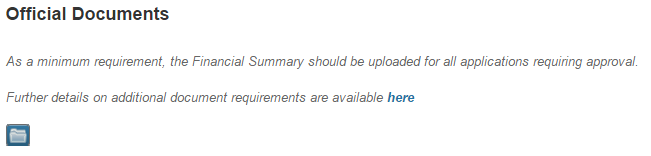 Official Documents
As a minimum requirement, the Financial Summary should be uploaded for all applications requiring approval.
Further details on additional document requirements are available here